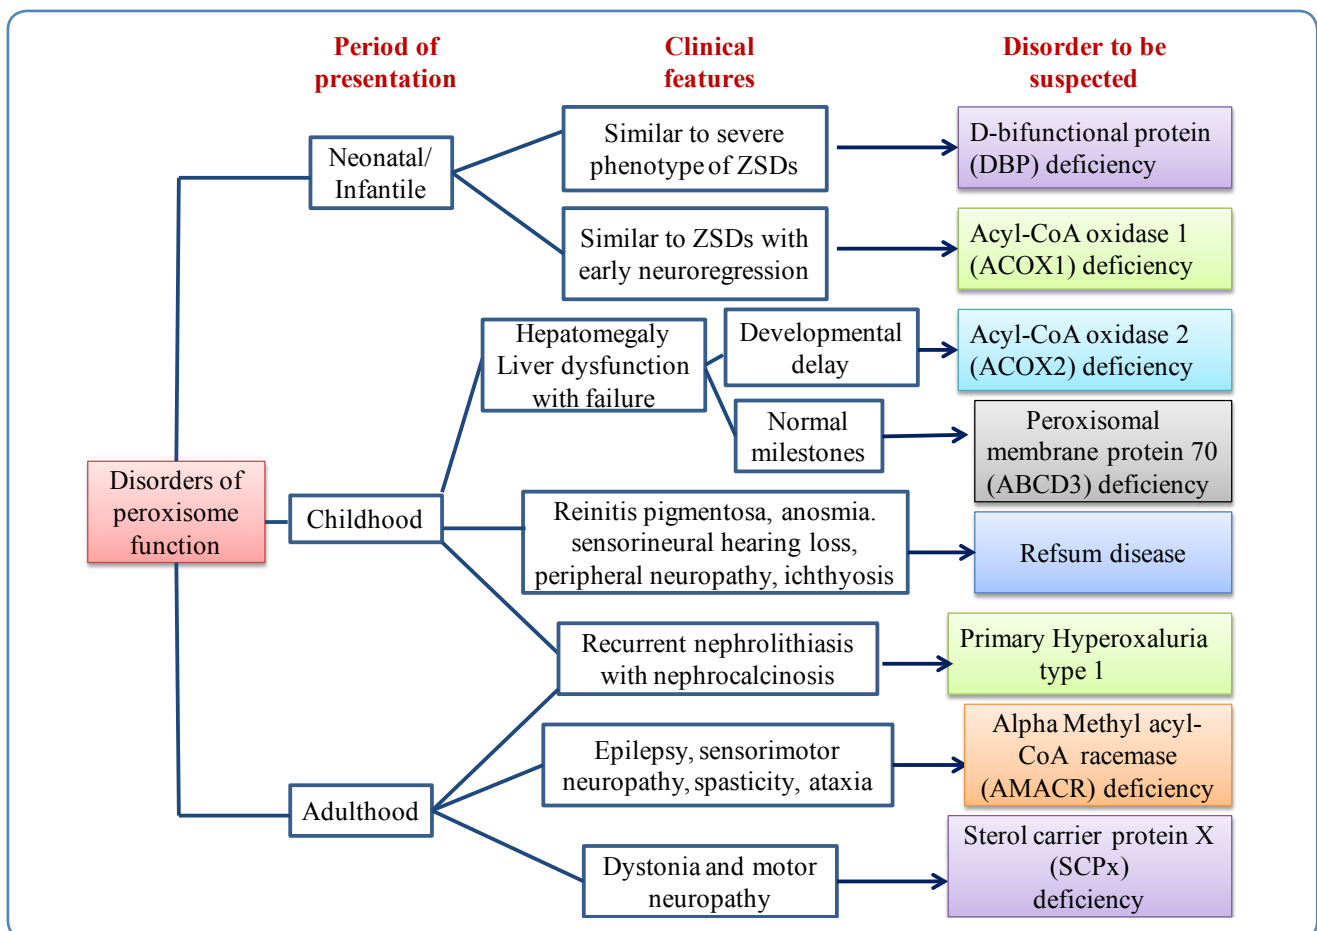 Period of
presentation
Clinical
features
Disorder to be
suspected
Neonatal/
Infantile
Similar to severe
phenotype of ZSDs
D-bifunctional protein
(DBP) deficiency
Similar to ZSDs with
early neuroregression
Acyl-CoA oxidase 1
(ACOX1) deficiency
Hepatomegaly
Liver dysfunction
with failure
Developmental
delay
Acyl-CoA oxidase 2
(ACOX2) deficiency
Normal
milestones
Peroxisomal
membrane protein 70
(ABCD3) deficiency
Disorders of
peroxisome
function
Childhood
Reinitis pigmentosa, anosmia.
sensorineural hearing loss,
peripheral neuropathy, ichthyosis
Refsum disease
Recurrent nephrolithiasis
with nephrocalcinosis
Primary Hyperoxaluria
type 1
Adulthood
Epilepsy, sensorimotor
neuropathy, spasticity, ataxia
Alpha Methyl acyl-
CoA racemase
(AMACR) deficiency
Dystonia and motor
neuropathy
Sterol carrier protein X
(SCPx)
deficiency